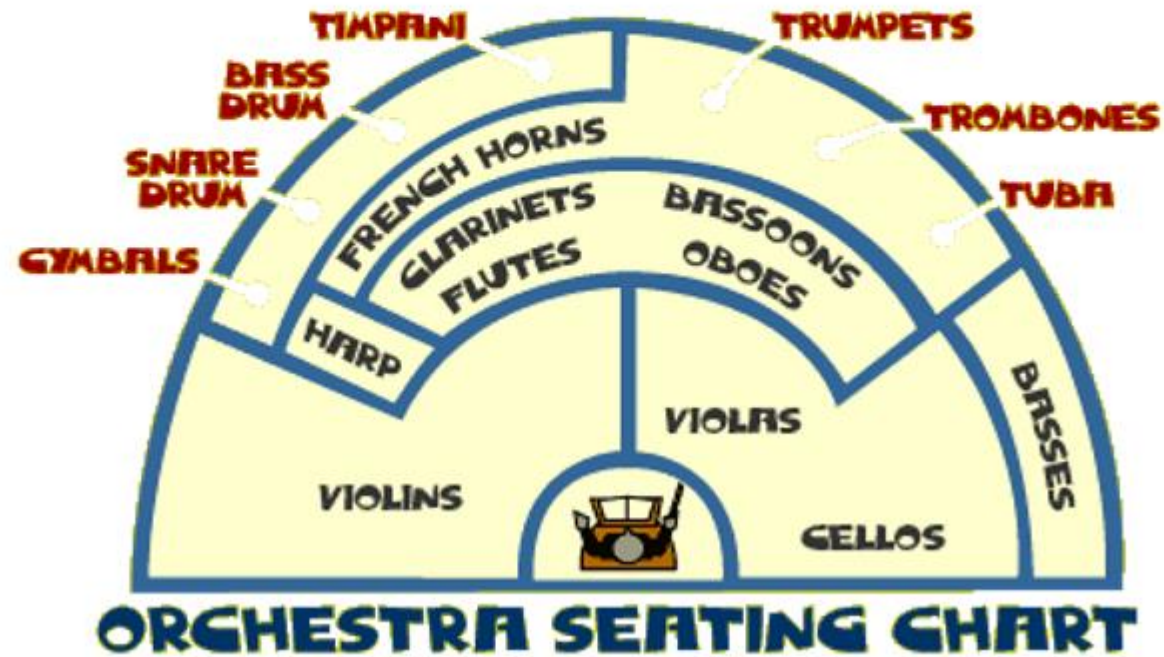 TIMPANI
TRUMPETS
BASS
DRUM
TROMBONES
SNARE
DRUM
TUBA
CYMBALS
FRENCH HORNS
CLARINETS
BASSOONS
FLUTES
OBOES
HARP
BASSES
VIOLAS
VIOLINS
CELLOS
ORCHESTRA SEATING CHART